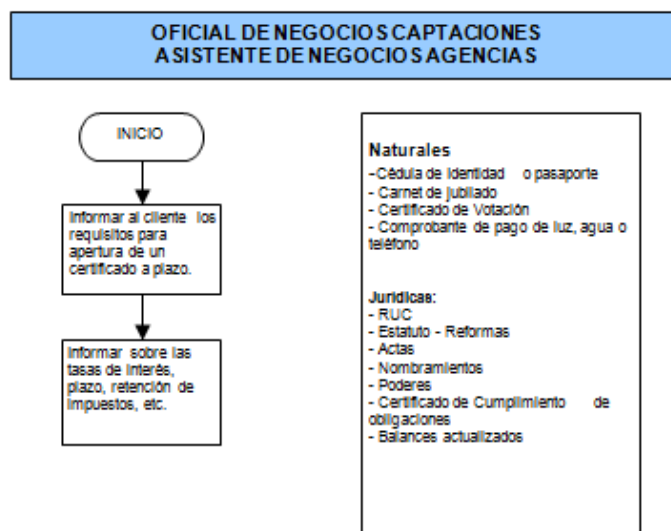 OFICIAL DE NEGOCIOS CAPTACIONES
ASISTENTE DE NEGOCIOS AGENCIAS
INICIO
Informar al cliente los
requisitos para
apertura de un
certificado a plazo.
Informar sobre las
tasas de interés,
plazo, retención de
impuestos, etc.
Naturales
-Cédula de Identidad o pasaporte
- Carnet de jubilado
- Certificado de Votación
- Comprobante de pago de luz, agua o
teléfono
Jurídicas:
- RUC
- Estatuto - Reformas
- Actas
- Nombramientos
- Poderes
- Certificado de Cumplimiento de
obligaciones
- Balances actualizados